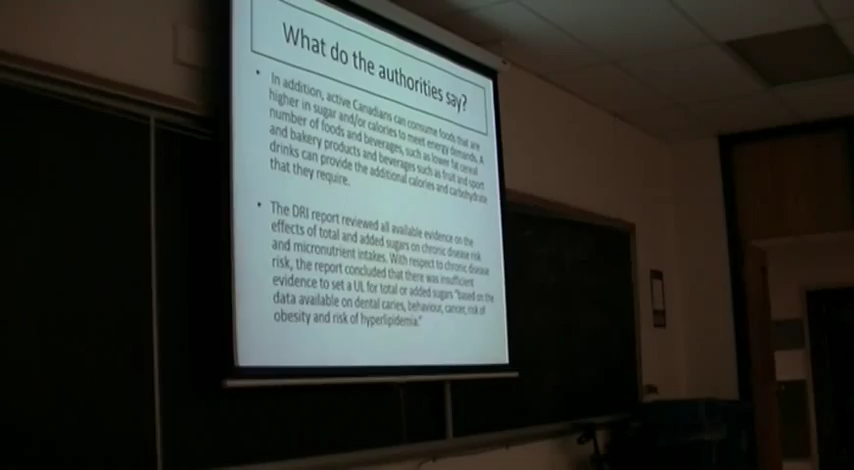 What do the authorities say?
• In addition, active Canadians can consume foods that are
higher in sugar and/or calories to meet energy demands. A
number of foods and beverages, such as lower fat cereal
and bakery products and beverages such as fruit and sport
drinks can provide the additional calories and carbohydrate
that they require.
• The DRI report reviewed all available evidence on the
effects of total and added sugars on chronic disease risk
and micronutrient intakes. With respect to chronic disease
risk, the report concluded that there was insufficient
evidence to set a UL for total or added sugars "based on the
data available on dental caries, behaviour, cancer, risk of
obesity and risk of hyperlipidemia."